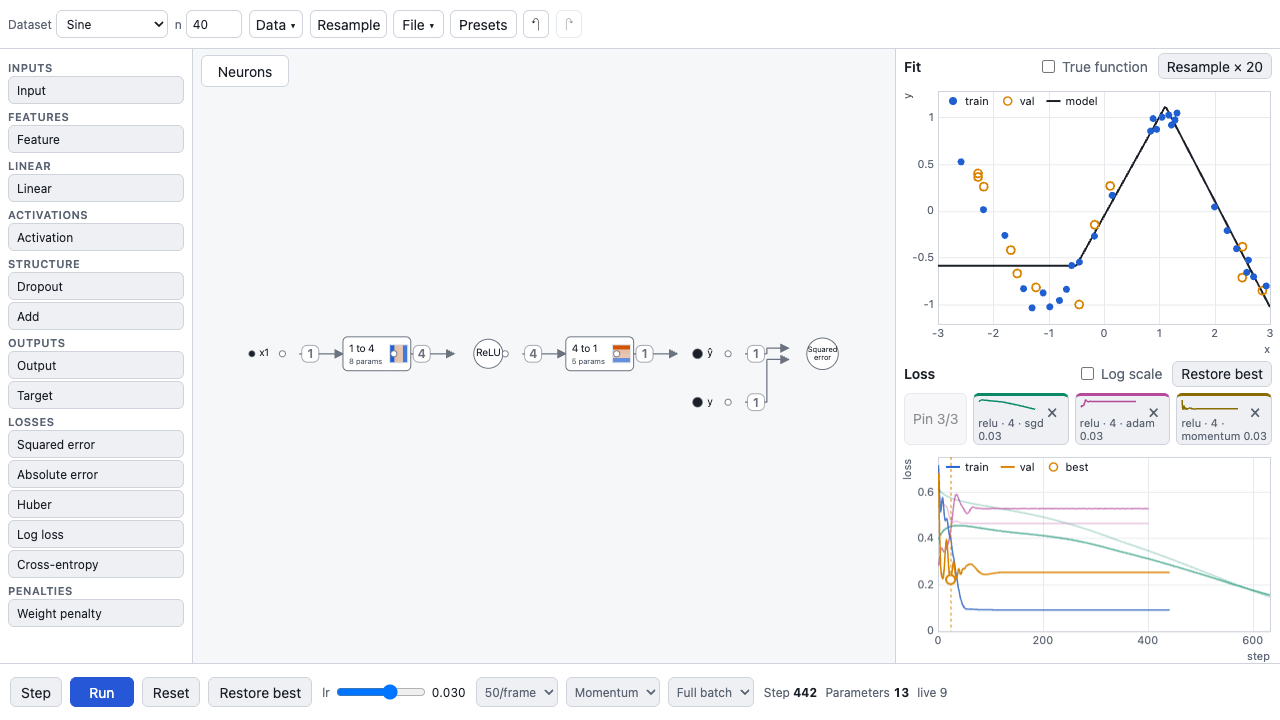 Dataset Sine n 40 Data ▾ Resample File ▾ Presets
INPUTS
Input
FEATURES
Feature
LINEAR
Linear
ACTIVATIONS
Activation
STRUCTURE
Dropout
Add
OUTPUTS
Output
Target
LOSSES
Squared error
Absolute error
Huber
Log loss
Cross-entropy
PENALTIES
Weight penalty
Neurons
x1 1 1 to 4 4 ReLU 4 4 to 1 1 ŷ 1 Squared
8 params 5 params error
y 1
Fit True function Resample × 20
y
train val model
1
0.5
0
-0.5
-1
-3 -2 -1 0 1 2 3
x
Loss Log scale Restore best
Pin 3/3
relu · 4 · sgd
0.03
relu · 4 · adam
0.03
relu · 4 ·
momentum 0.03
loss
train val best
0.6
0.4
0.2
0
0 200 400 600
step
Step Run Reset Restore best lr 0.030 50/frame Momentum Full batch Step 442 Parameters 13 live 9